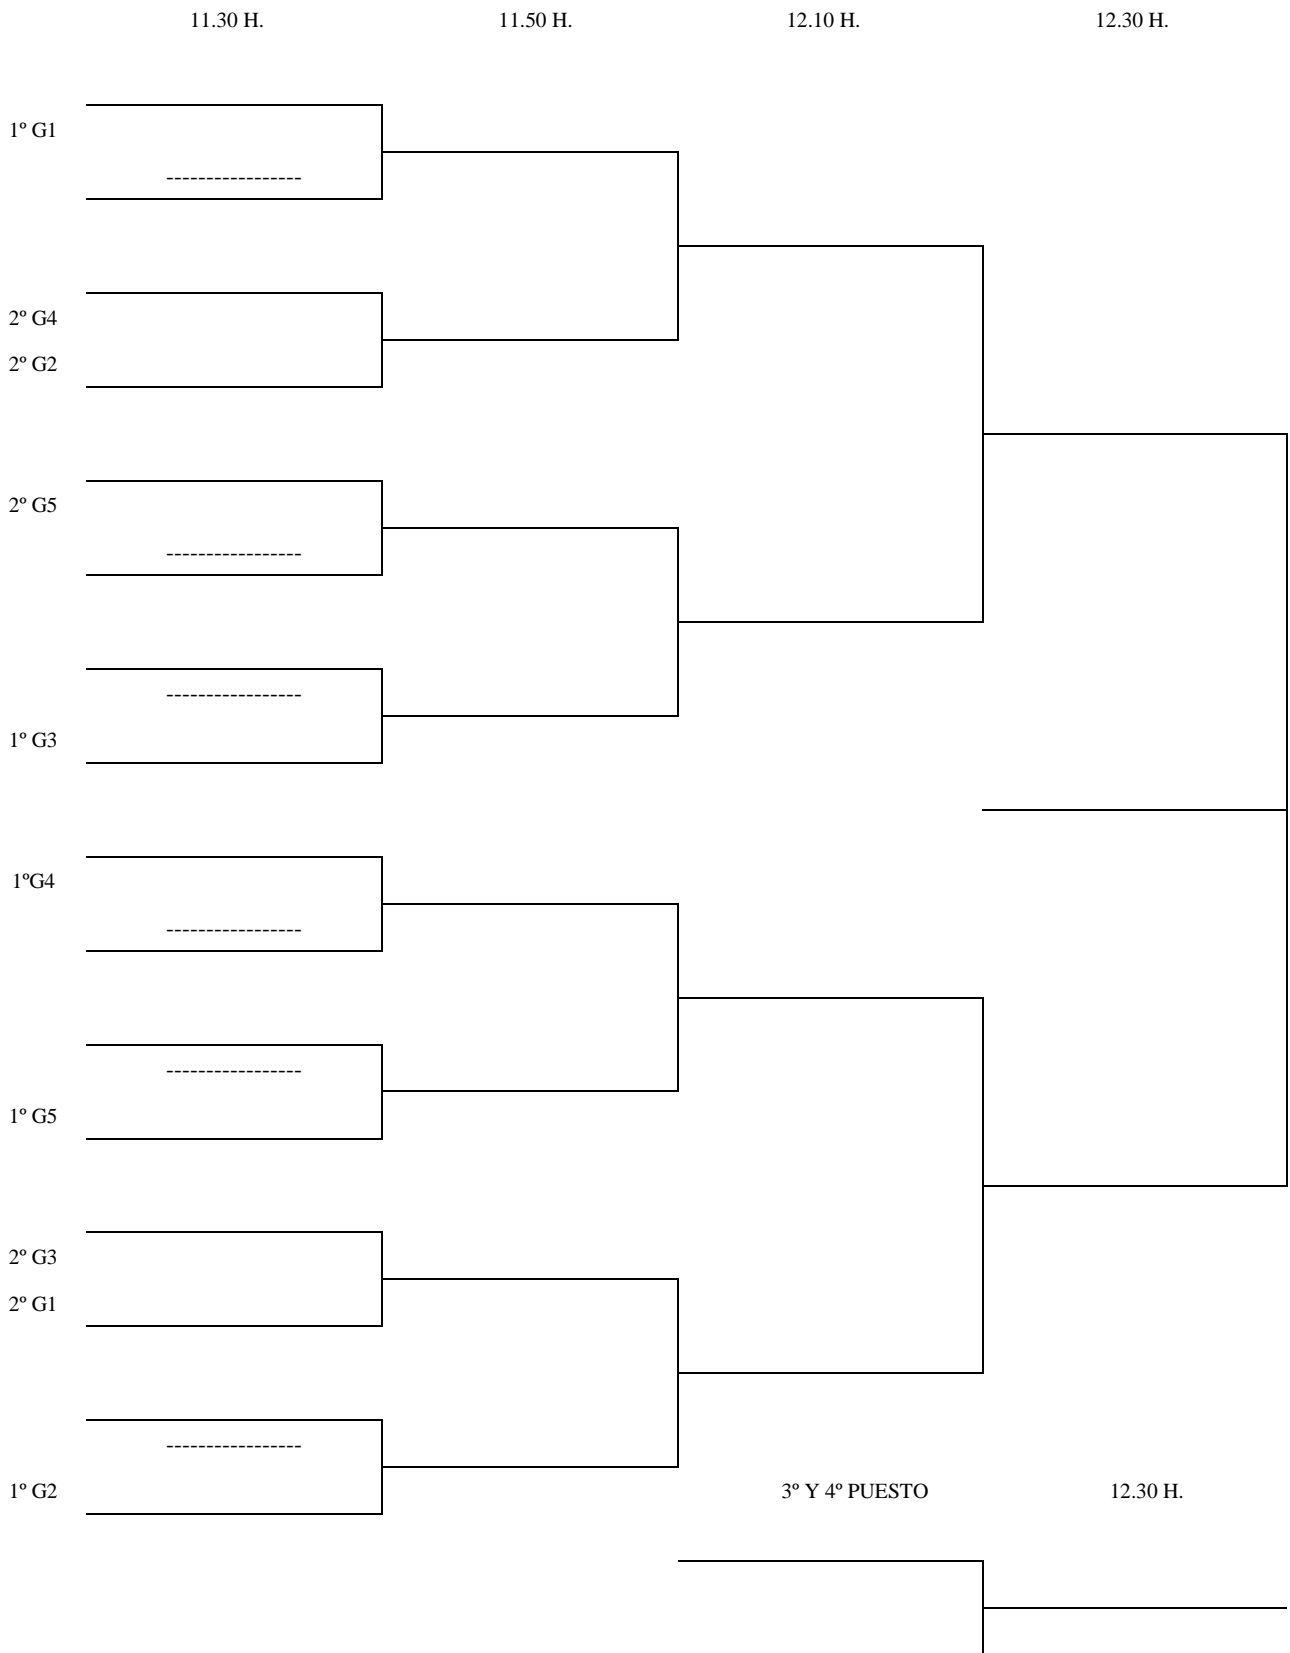 11.30 H. 11.50 H. 12.10 H. 12.30 H.
1º G1
-----------------
2º G4
2º G2
2º G5
-----------------
-----------------
1º G3
1ºG4
-----------------
-----------------
1º G5
2º G3
2º G1
-----------------
1º G2 3º Y 4º PUESTO 12.30 H.